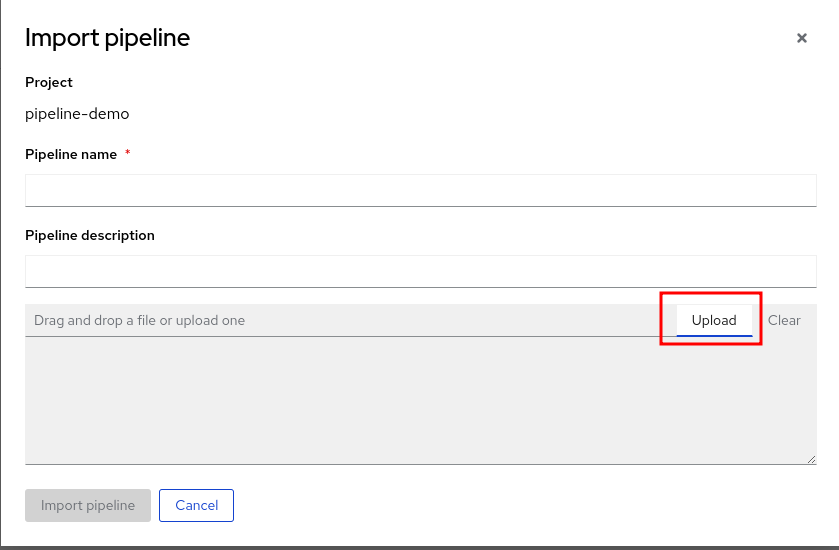 Import pipeline
Project
pipeline-demo
Pipeline name *
Pipeline description
Drag and drop a file or upload one Upload Clear
Import pipeline Cancel